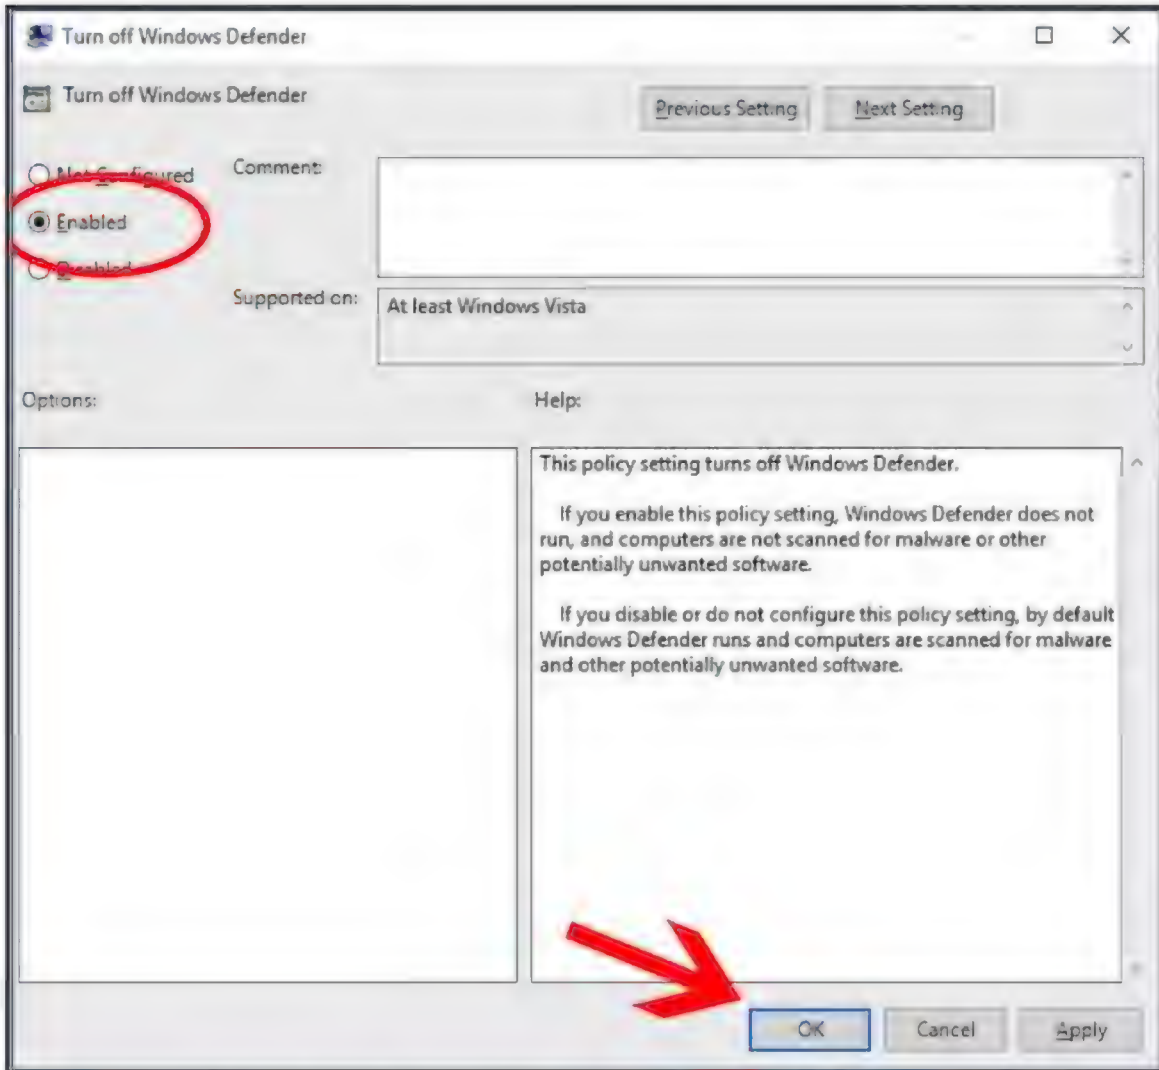 Turn off Windows Defender
Turn off Windows Defender
Previous Setting
Next Setting
Not Configured
Comment:
Enabled
Disabled
Supported on:
At least Windows Vista
Options:
Help:
This policy setting turns off Windows Defender.
If you enable this policy setting, Windows Defender does not
run, and computers are not scanned for malware or other
potentially unwanted software.
If you disable or do not configure this policy setting, by default
Windows Defender runs and computers are scanned for malware
and other potentially unwanted software.
OK
Cancel
Apply